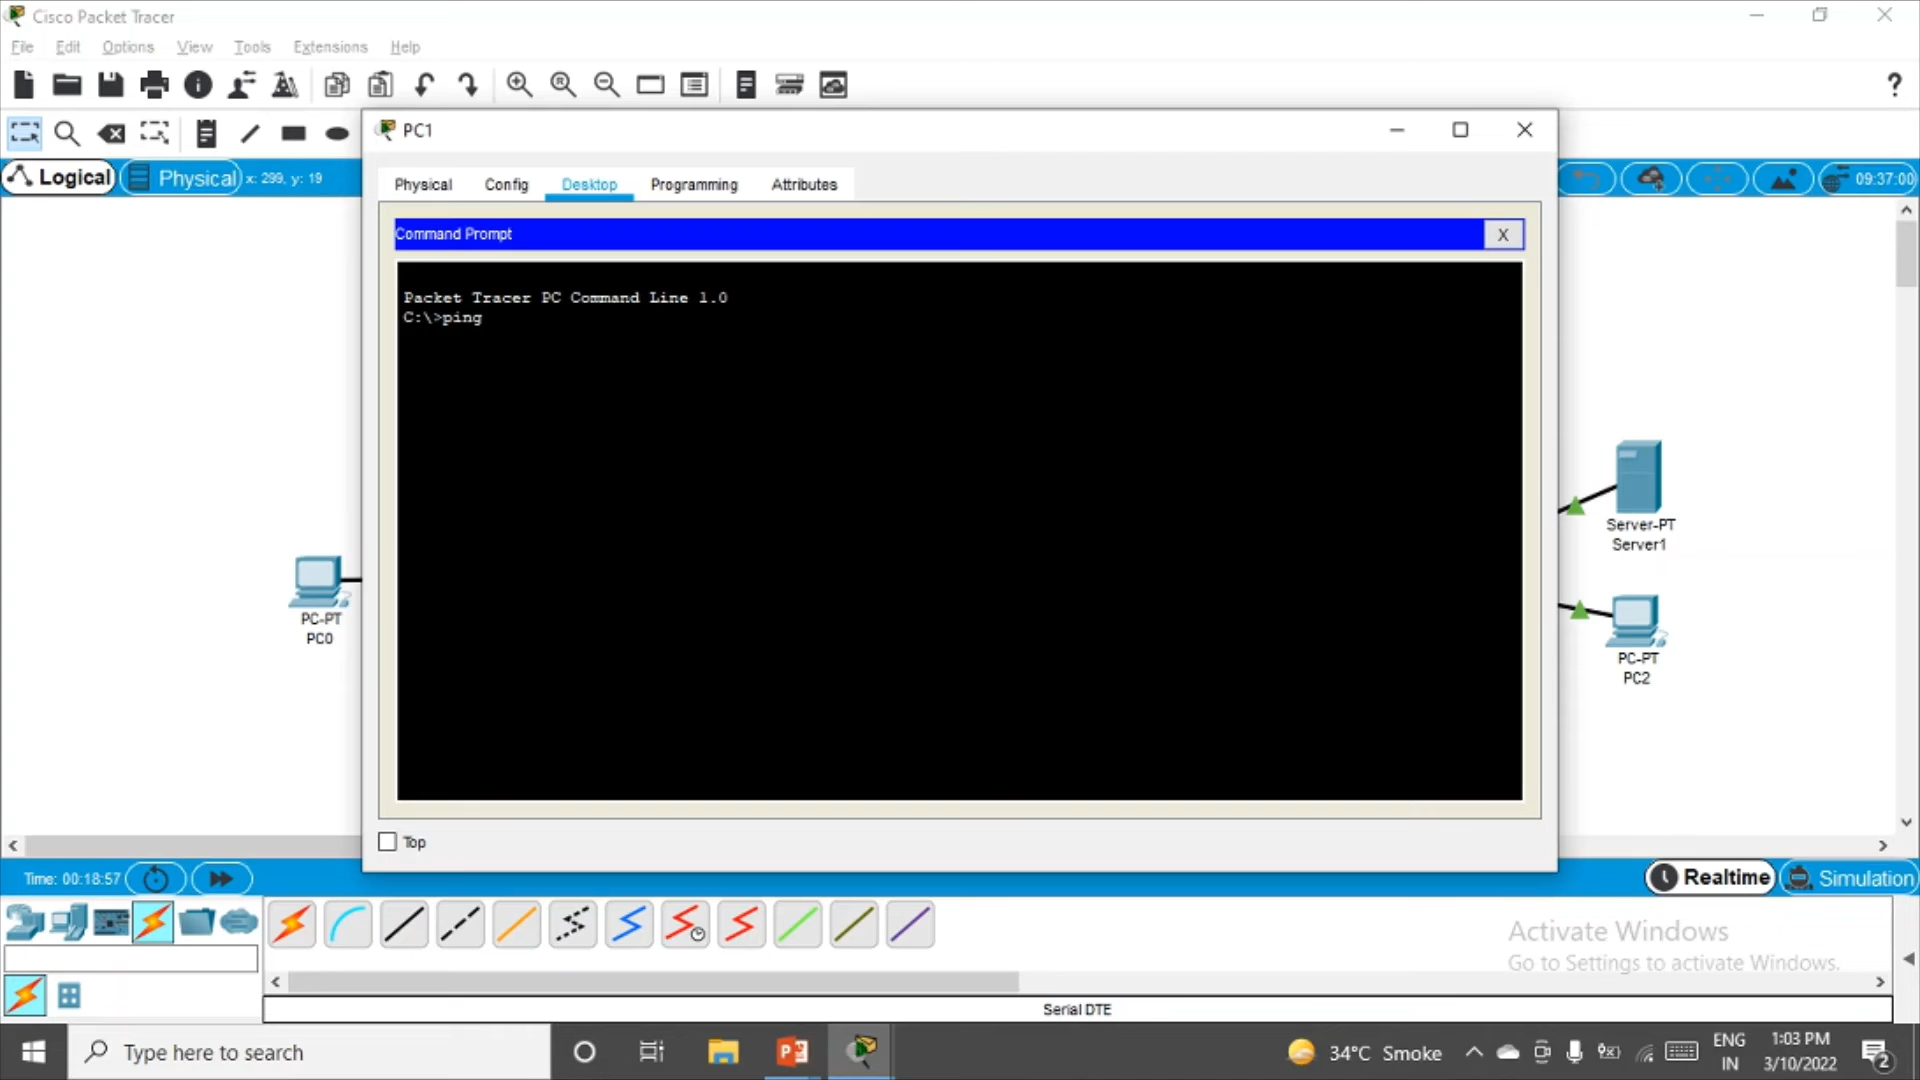 Cisco Packet Tracer
File Edit Options View Tools Extensions Help
?
PC1
Logical Physical x: 299, y: 19
09:37:00
Physical Config Desktop Programming Attributes
Command Prompt
X
Packet Tracer PC Command Line 1.0
C:\>ping
Server-PT
Server1
PC-PT
PC0
PC-PT
PC2
Top
Time: 00:18:57
Realtime Simulation
Activate Windows
Go to Settings to activate Windows.
Serial DTE
Type here to search
34°C Smoke
ENG
IN
1:03 PM
3/10/2022
2